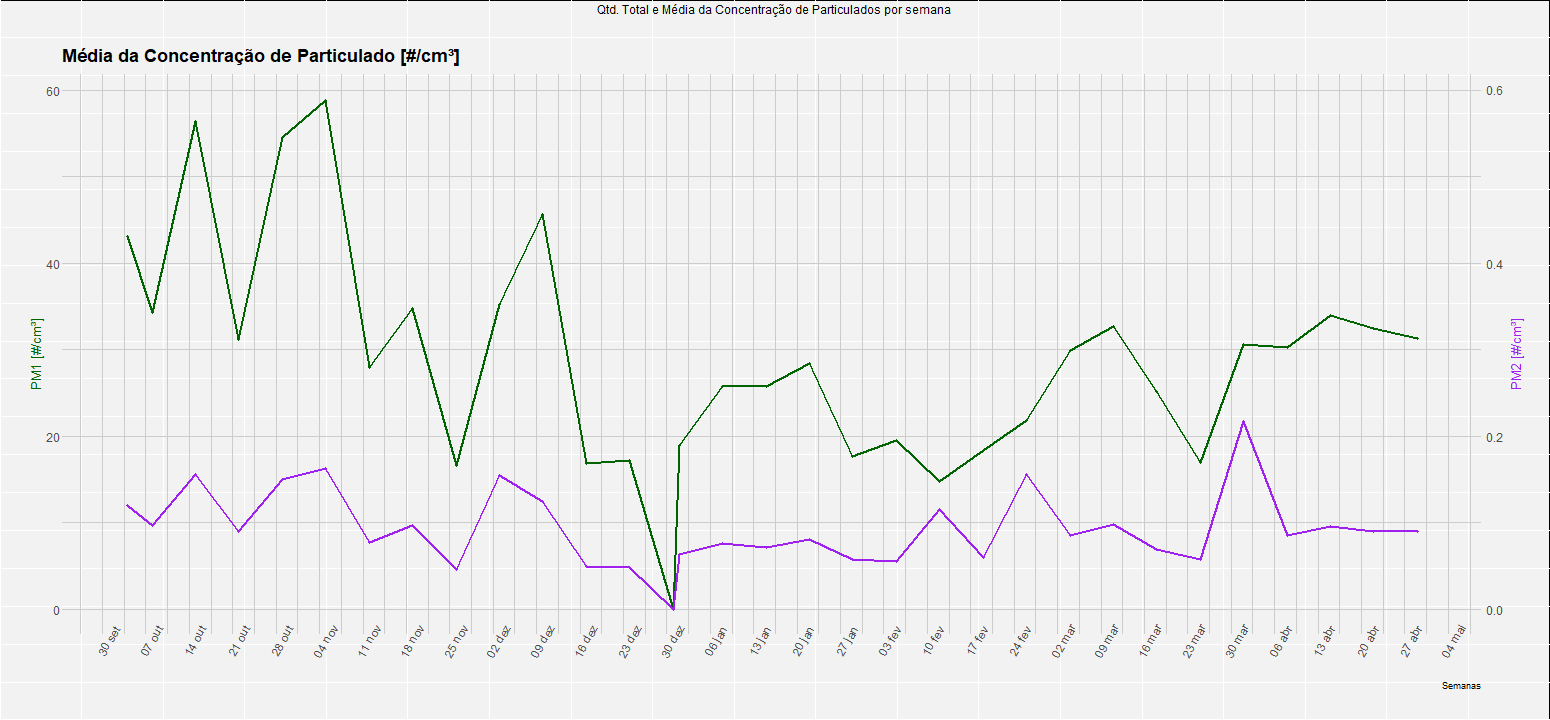 Qtd. Total e Média da Concentração de Particulados por semana
Média da Concentração de Particulado [#/cm³]
60
40
20
0
PM1 [#/cm³]
0.6
0.4
0.2
0.0
PM2 [#/cm³]
30 set
07 out
14 out
21 out
28 out
04 nov
11 nov
18 nov
25 nov
02 dez
09 dez
16 dez
23 dez
30 dez
06 jan
13 jan
20 jan
27 jan
03 fev
10 fev
17 fev
24 fev
02 mar
09 mar
16 mar
23 mar
30 mar
06 abr
13 abr
20 abr
27 abr
04 mai
Semanas